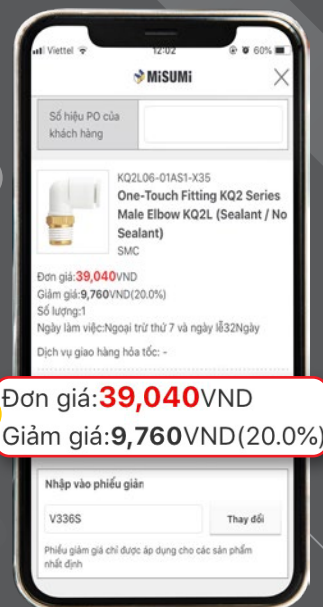 Viettel 12:02 60%
MiSUMi
Số hiệu PO của
khách hàng
KQ2L06-01AS1-X35
One-Touch Fitting KQ2 Series
Male Elbow KQ2L (Sealant / No
Sealant)
SMC
Đơn giá:39,040VND
Giảm giá:9,760VND(20.0%)
Số lượng:1
Ngày làm việc:Ngoại trừ thứ 7 và ngày lễ32Ngày
Dịch vụ giao hàng hỏa tốc: -
Đơn giá:39,040VND
Giảm giá:9,760VND(20.0%)
Nhập vào phiếu giản
V336S
Thay đổi
Phiếu giảm giá chỉ được áp dụng cho các sản phẩm
nhất định